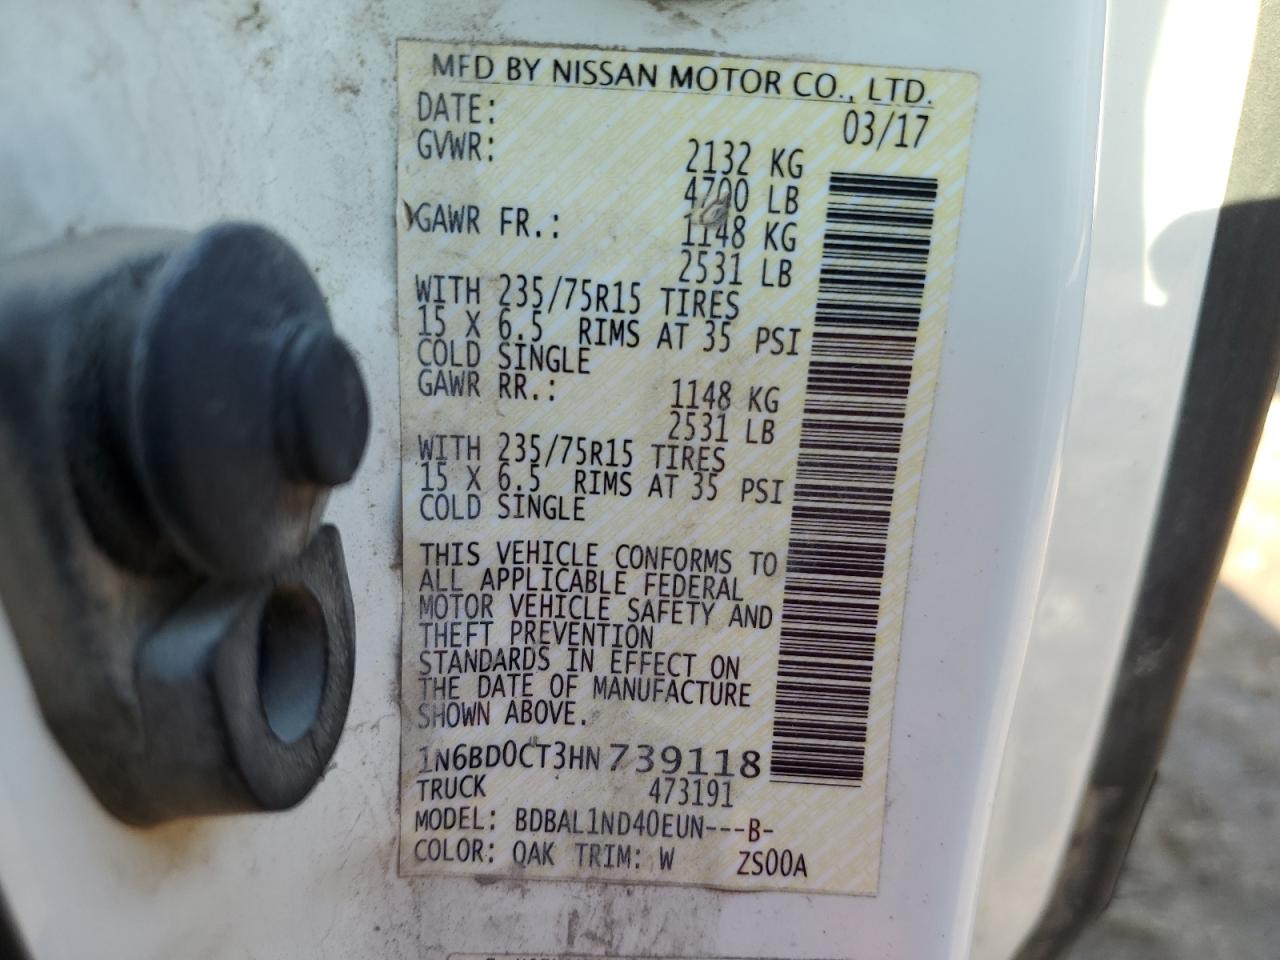 MFD BY NISSAN MOTOR CO., LTD.
DATE: 03/17
GVWR: 2132 KG
4700 LB
GAWR FR.: 1148 KG
2531 LB
WITH 235/75R15 TIRES
15 X 6.5 RIMS AT 35 PSI
COLD SINGLE
GAWR RR.: 1148 KG
2531 LB
WITH 235/75R15 TIRES
15 X 6.5 RIMS AT 35 PSI
COLD SINGLE
THIS VEHICLE CONFORMS TO
ALL APPLICABLE FEDERAL
MOTOR VEHICLE SAFETY AND
THEFT PREVENTION
STANDARDS IN EFFECT ON
THE DATE OF MANUFACTURE
SHOWN ABOVE.
1N6BD0CT3HN739118
TRUCK 473191
MODEL: BDBAL1ND40EUN---B-
COLOR: QAK TRIM: W ZS00A